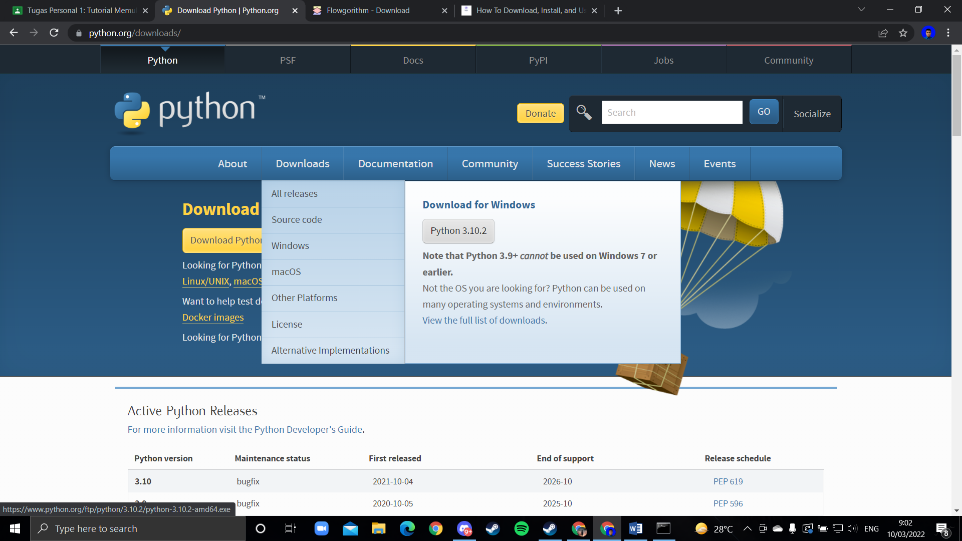 Tugas Personal 1: Tutorial Memu
Download Python | Python.org
Flowgorithm - Download
How To Download, Install, and Us
python.org/downloads/
Python
PSF
Docs
PyPI
Jobs
Community
python™
Donate
Search
GO
Socialize
About
Downloads
Documentation
Community
Success Stories
News
Events
Download
Download Pytho
Looking for Python
Linux/UNIX, macOS
Want to help test de
Docker images
Looking for Python
All releases
Source code
Windows
macOS
Other Platforms
License
Alternative Implementations
Download for Windows
Python 3.10.2
Note that Python 3.9+ cannot be used on Windows 7 or
earlier.
Not the OS you are looking for? Python can be used on
many operating systems and environments.
View the full list of downloads.
Active Python Releases
For more information visit the Python Developer's Guide.
Python version Maintenance status First released End of support Release schedule
3.10 bugfix 2021-10-04 2026-10 PEP 619
3.9 bugfix 2020-10-05 2025-10 PEP 596
https://www.python.org/ftp/python/3.10.2/python-3.10.2-amd64.exe
Type here to search
28°C
ENG
9:02
10/03/2022